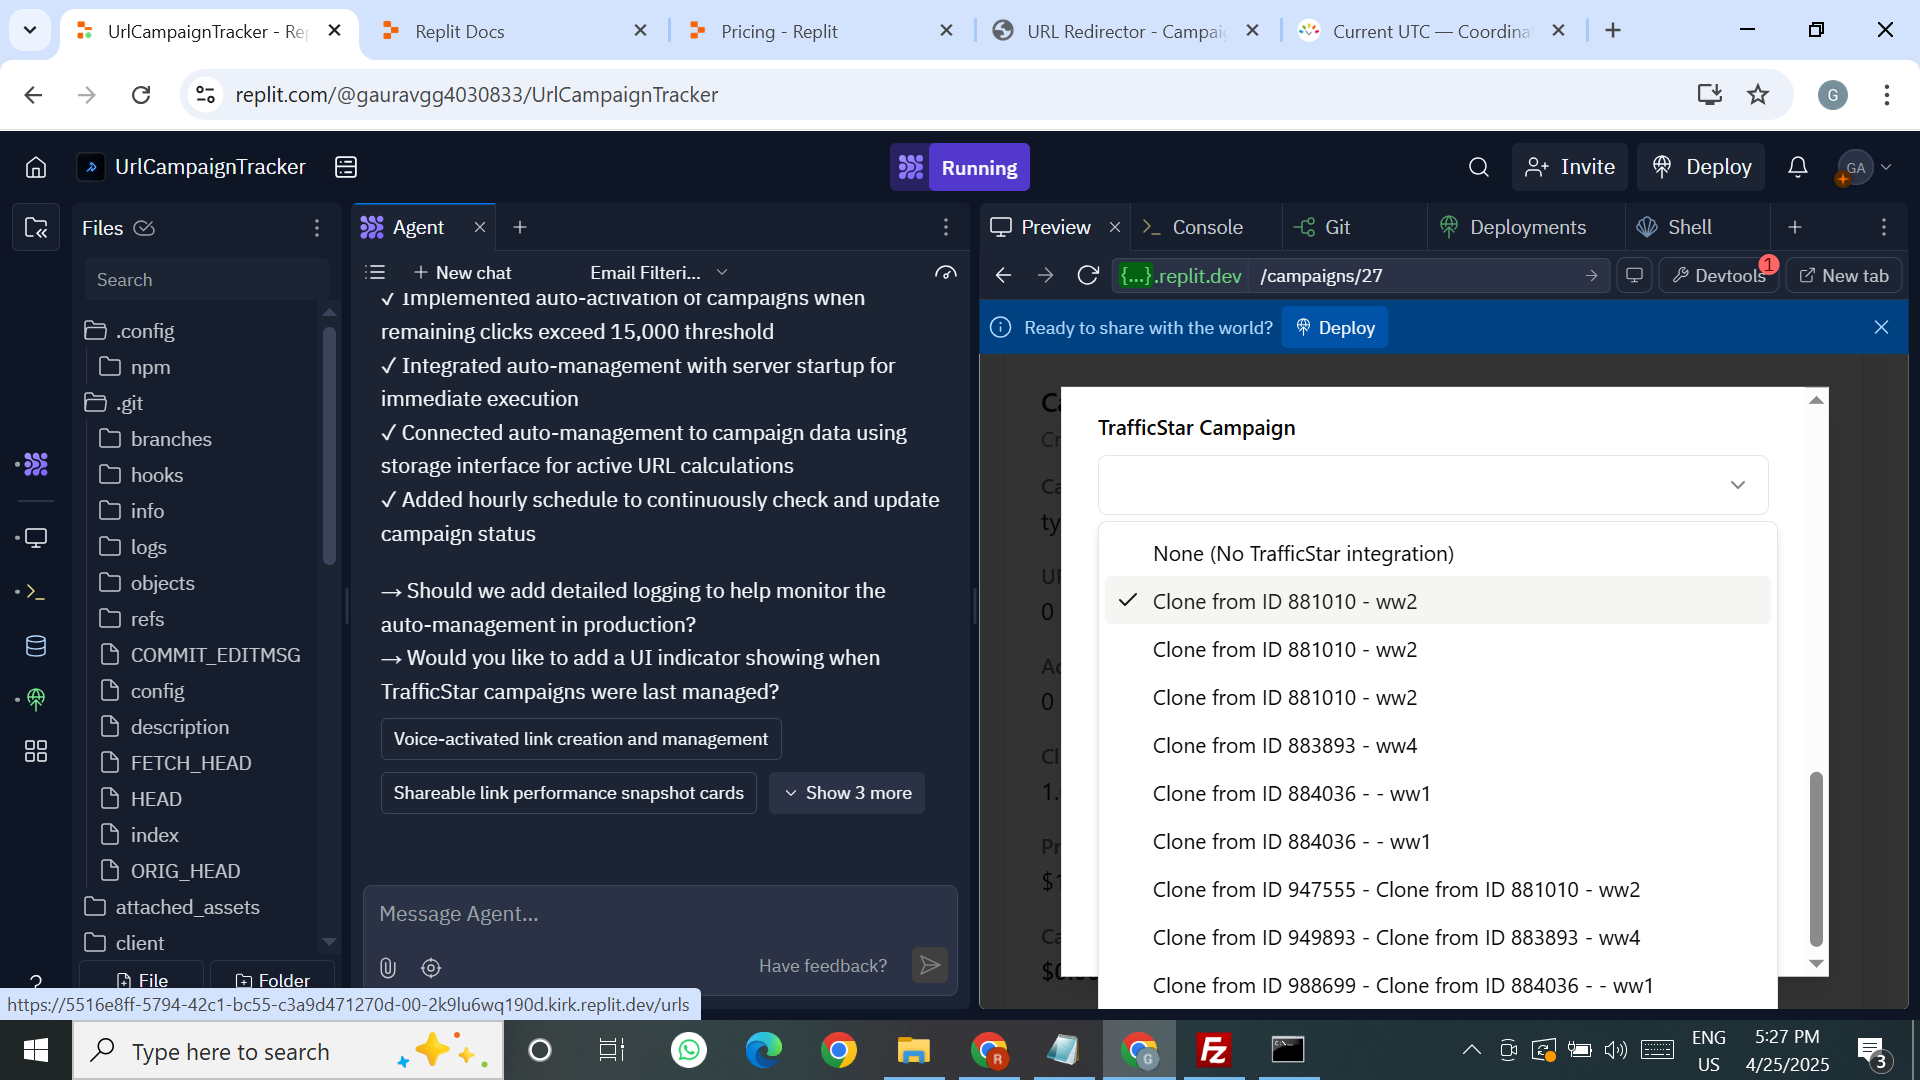 UrlCampaignTracker - Rep
Replit Docs
Pricing - Replit
URL Redirector - Campaig
Current UTC — Coordina
replit.com/@gauravgg4030833/UrlCampaignTracker
G
UrlCampaignTracker
Running
Invite
Deploy
GA
Files
Agent
Preview
Console
Git
Deployments
Shell
Search
New chat
Email Filteri...
{...}.replit.dev
/campaigns/27
Devtools
1
New tab
Ready to share with the world?
Deploy
.config
npm
.git
branches
hooks
info
logs
objects
refs
COMMIT_EDITMSG
config
description
FETCH_HEAD
HEAD
index
ORIG_HEAD
attached_assets
client
File
Folder
✓ Implemented auto-activation of campaigns when
remaining clicks exceed 15,000 threshold
✓ Integrated auto-management with server startup for
immediate execution
✓ Connected auto-management to campaign data using
storage interface for active URL calculations
✓ Added hourly schedule to continuously check and update
campaign status
→ Should we add detailed logging to help monitor the
auto-management in production?
→ Would you like to add a UI indicator showing when
TrafficStar campaigns were last managed?
Voice-activated link creation and management
Shareable link performance snapshot cards
Show 3 more
Message Agent...
Have feedback?
TrafficStar Campaign
None (No TrafficStar integration)
✓ Clone from ID 881010 - ww2
Clone from ID 881010 - ww2
Clone from ID 881010 - ww2
Clone from ID 883893 - ww4
Clone from ID 884036 - - ww1
Clone from ID 884036 - - ww1
Clone from ID 947555 - Clone from ID 881010 - ww2
Clone from ID 949893 - Clone from ID 883893 - ww4
Clone from ID 988699 - Clone from ID 884036 - - ww1
https://5516e8ff-5794-42c1-bc55-c3a9d471270d-00-2k9lu6wq190d.kirk.replit.dev/urls
Type here to search
R
G
FZ
ENG
US
5:27 PM
4/25/2025
3